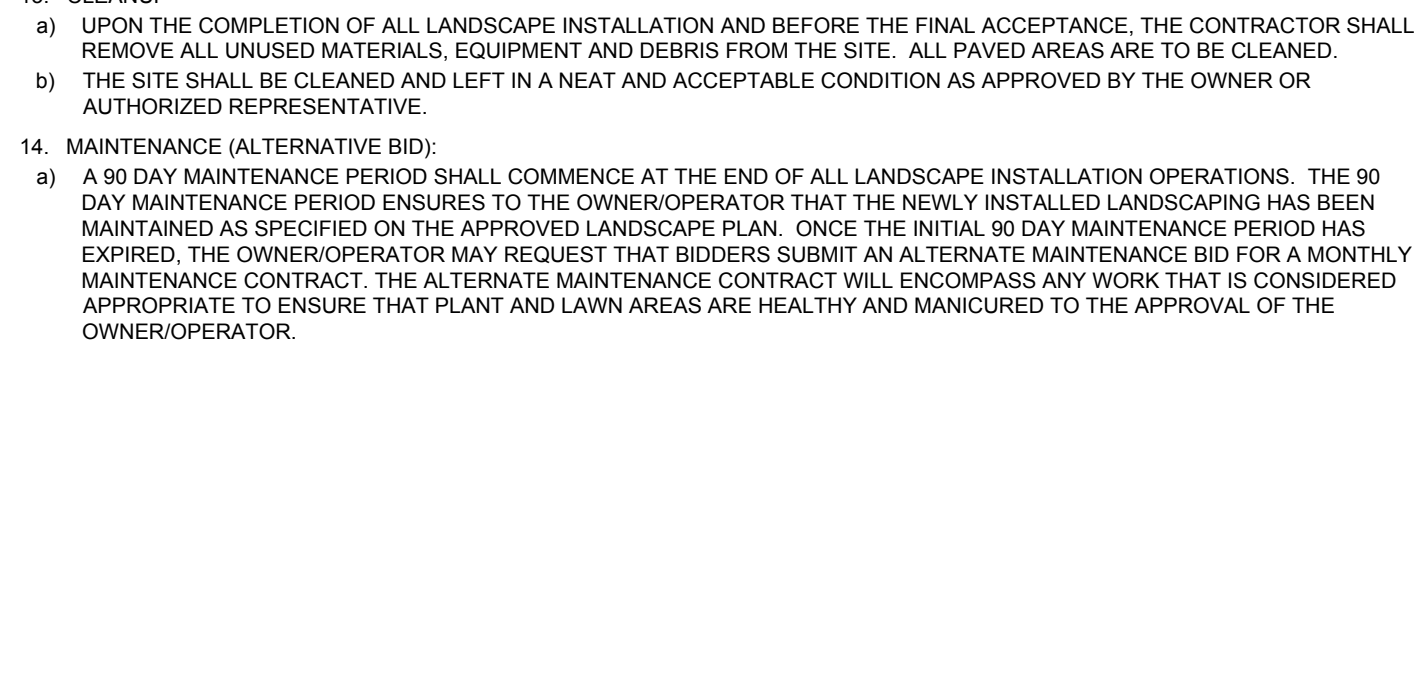 a) UPON THE COMPLETION OF ALL LANDSCAPE INSTALLATION AND BEFORE THE FINAL ACCEPTANCE, THE CONTRACTOR SHALL
REMOVE ALL UNUSED MATERIALS, EQUIPMENT AND DEBRIS FROM THE SITE.  ALL PAVED AREAS ARE TO BE CLEANED.
b) THE SITE SHALL BE CLEANED AND LEFT IN A NEAT AND ACCEPTABLE CONDITION AS APPROVED BY THE OWNER OR
AUTHORIZED REPRESENTATIVE.
14. MAINTENANCE (ALTERNATIVE BID):
a) A 90 DAY MAINTENANCE PERIOD SHALL COMMENCE AT THE END OF ALL LANDSCAPE INSTALLATION OPERATIONS.  THE 90
DAY MAINTENANCE PERIOD ENSURES TO THE OWNER/OPERATOR THAT THE NEWLY INSTALLED LANDSCAPING HAS BEEN
MAINTAINED AS SPECIFIED ON THE APPROVED LANDSCAPE PLAN.  ONCE THE INITIAL 90 DAY MAINTENANCE PERIOD HAS
EXPIRED, THE OWNER/OPERATOR MAY REQUEST THAT BIDDERS SUBMIT AN ALTERNATE MAINTENANCE BID FOR A MONTHLY
MAINTENANCE CONTRACT. THE ALTERNATE MAINTENANCE CONTRACT WILL ENCOMPASS ANY WORK THAT IS CONSIDERED
APPROPRIATE TO ENSURE THAT PLANT AND LAWN AREAS ARE HEALTHY AND MANICURED TO THE APPROVAL OF THE
OWNER/OPERATOR.